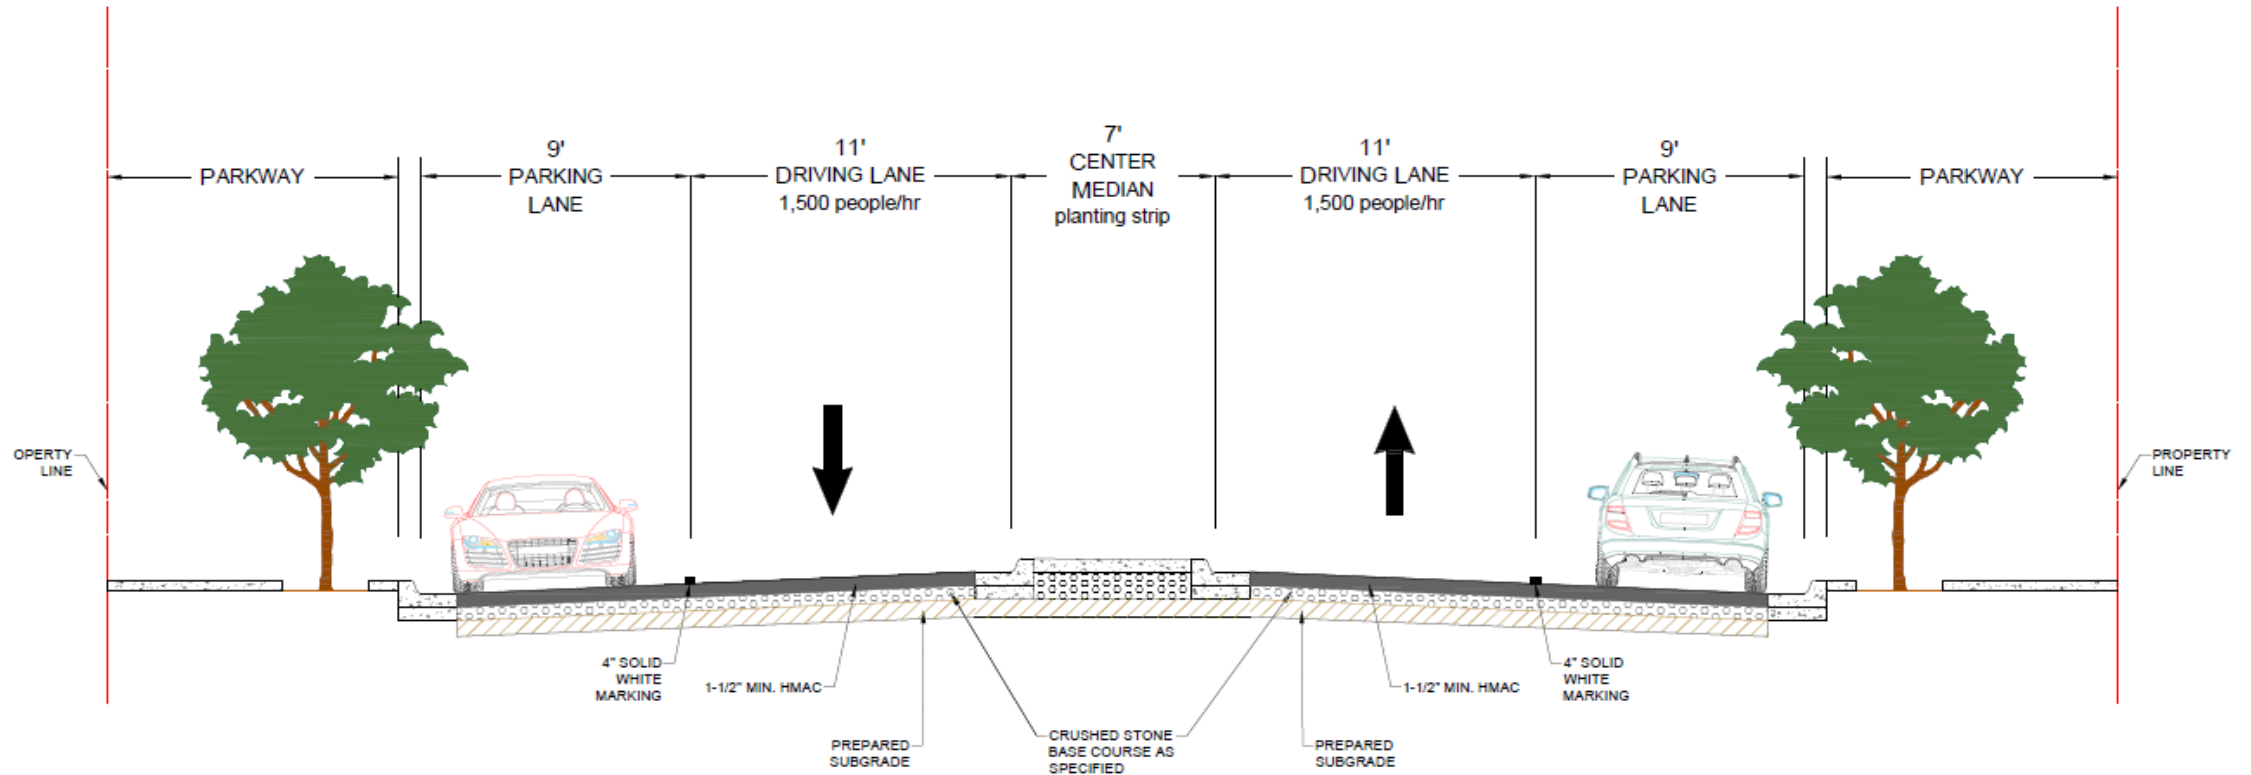 PARKWAY
9'
PARKING
LANE
11'
DRIVING LANE
1,500 people/hr
7'
CENTER
MEDIAN
planting strip
11'
DRIVING LANE
1,500 people/hr
9'
PARKING
LANE
PARKWAY
OPERTY
LINE
PROPERTY
LINE
4" SOLID
WHITE
MARKING
1-1/2" MIN. HMAC
PREPARED
SUBGRADE
CRUSHED STONE
BASE COURSE AS
SPECIFIED
PREPARED
SUBGRADE
1-1/2" MIN. HMAC
4" SOLID
WHITE
MARKING